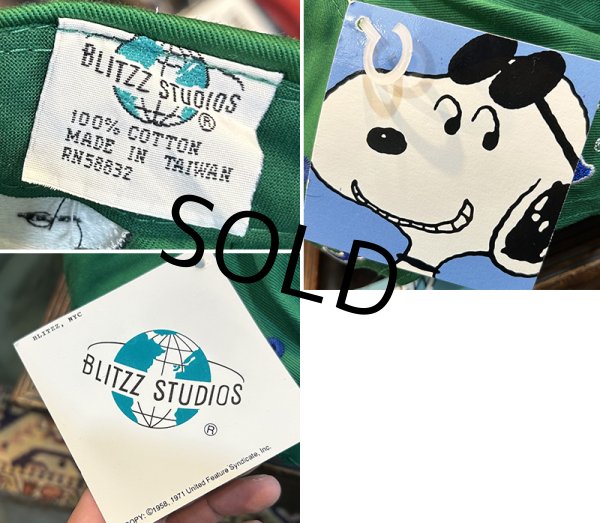 BLITZZ STUDIOS
®
100% COTTON
MADE IN TAIWAN
RN58832
SOLD
BLITZZ, NYC
BLITZZ STUDIOS
®
COPY: ©1958, 1971 United Feature Syndicate, Inc.